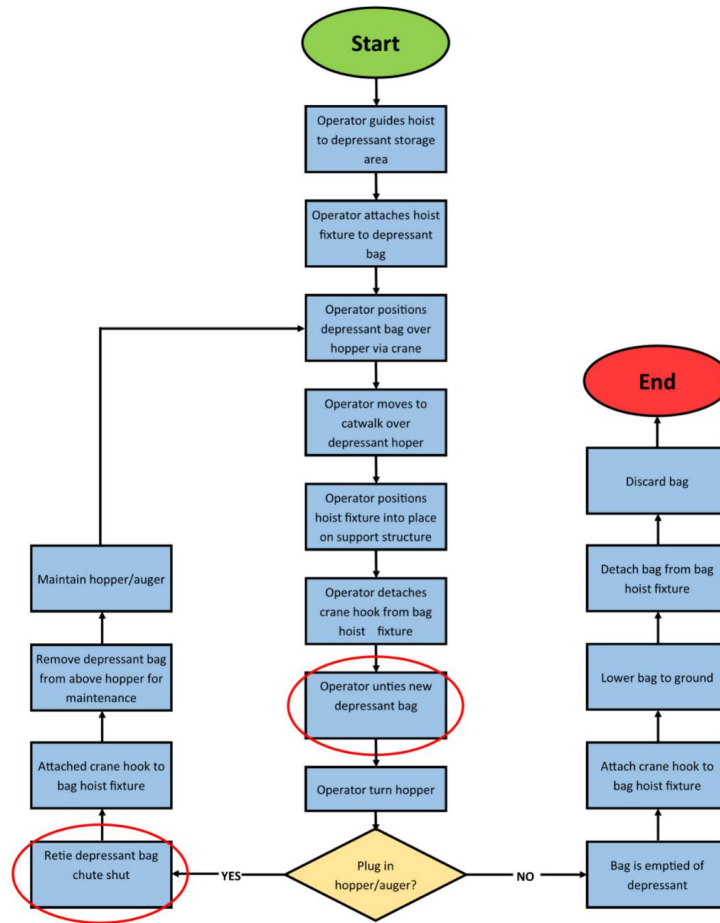 Start
Operator guides hoist
to depressant storage
area
Operator attaches hoist
fixture to depressant
bag
Operator positions
depressant bag over
hopper via crane
Operator moves to
catwalk over
depressant hoper
Operator positions
hoist fixture into place
on support structure
Operator detaches
crane hook from bag
hoist fixture
Operator unties new
depressant bag
Operator turn hopper
Plug in
hopper/auger?
YES
Retie depressant bag
chute shut
Attached crane hook to
bag hoist fixture
Remove depressant bag
from above hopper for
maintenance
Maintain hopper/auger
NO
Bag is emptied of
depressant
Attach crane hook to
bag hoist fixture
Lower bag to ground
Detach bag from bag
hoist fixture
Discard bag
End